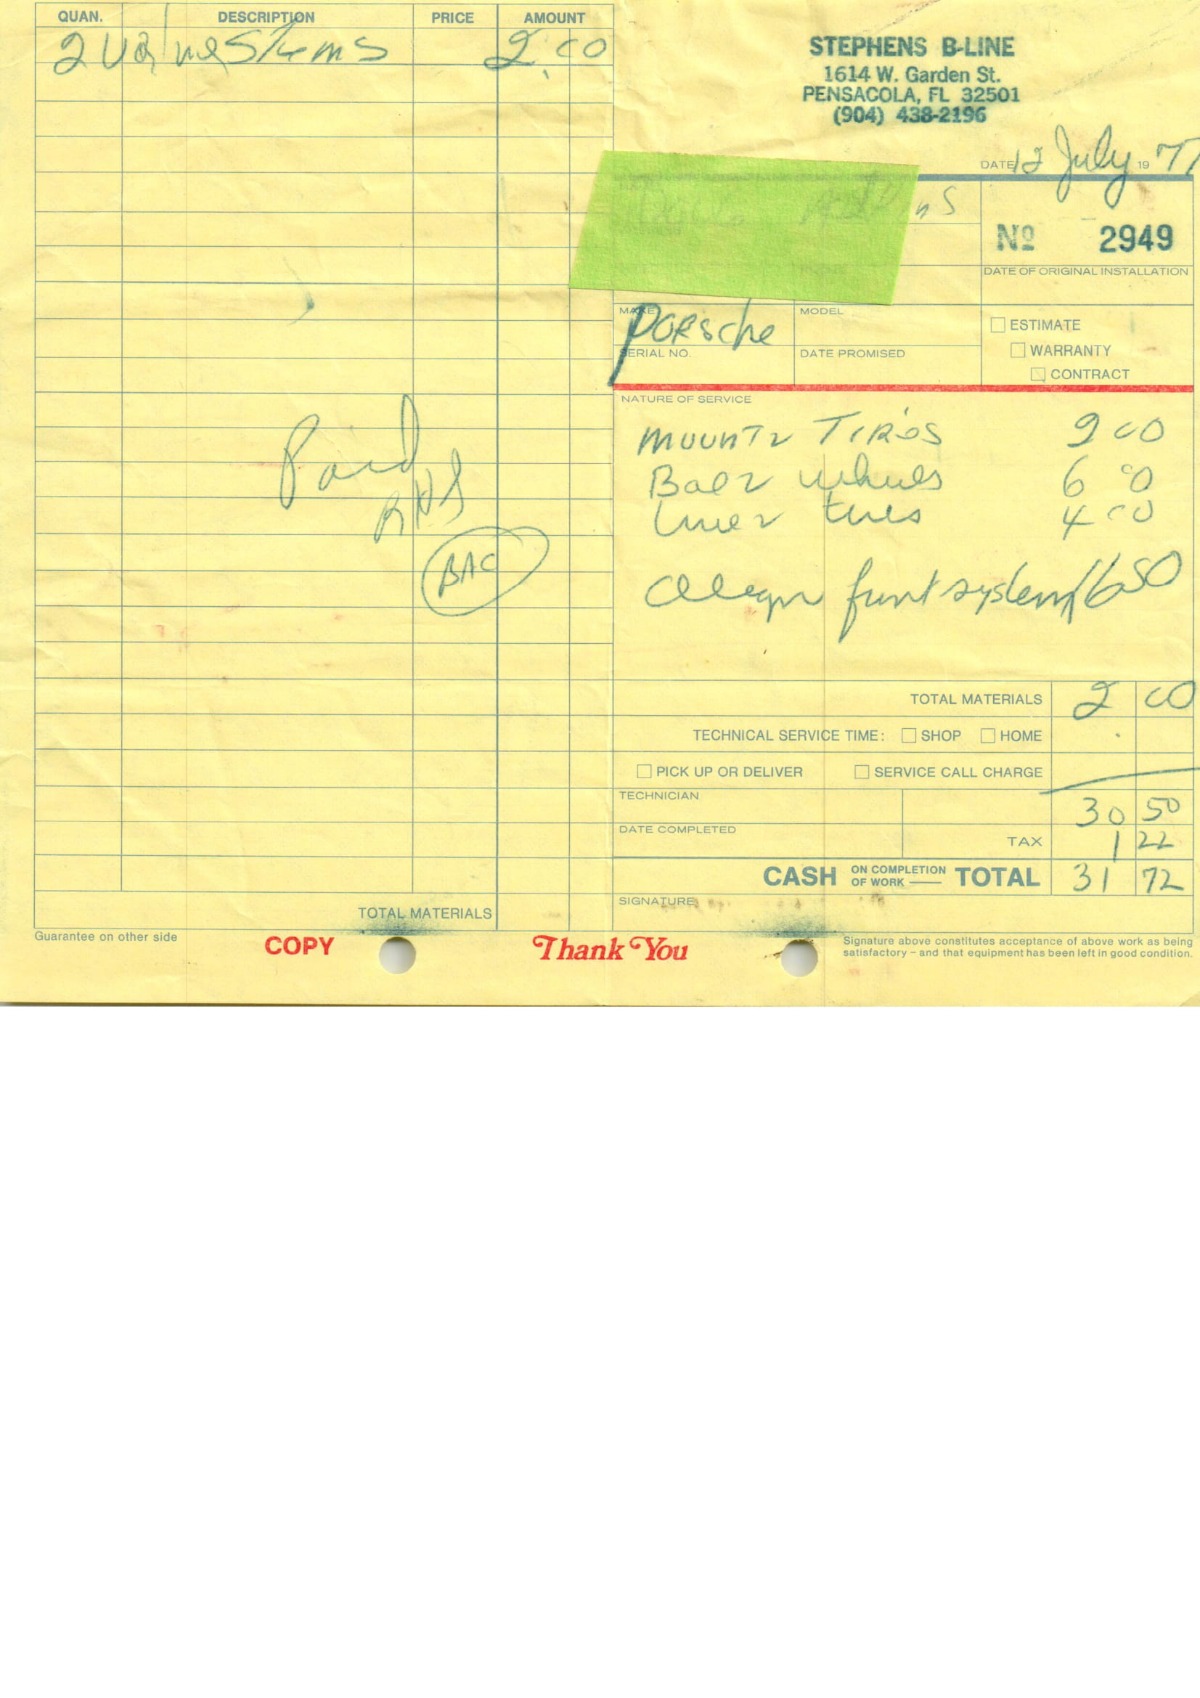 QUAN. DESCRIPTION PRICE AMOUNT
2 Valvestems 2.00
STEPHENS B-LINE
1614 W. Garden St.
PENSACOLA, FL 32501
(904) 438-2196
DATE 12 July 19 77
No 2949
DATE OF ORIGINAL INSTALLATION
MAKE Porsche
MODEL
SERIAL NO.
DATE PROMISED
ESTIMATE
WARRANTY
CONTRACT
NATURE OF SERVICE
Mount 2 Tires 2 00
Bal 2 wheels 6 00
2 tires 4 00
Align front system 16 50
Paid
RNS
BAC
TOTAL MATERIALS 2 00
TECHNICAL SERVICE TIME: SHOP HOME
PICK UP OR DELIVER SERVICE CALL CHARGE
TECHNICIAN 30 50
DATE COMPLETED
TAX 1 22
CASH ON COMPLETION OF WORK TOTAL 31 72
SIGNATURE
TOTAL MATERIALS
Guarantee on other side
COPY
Thank You
Signature above constitutes acceptance of above work as being
satisfactory – and that equipment has been left in good condition.